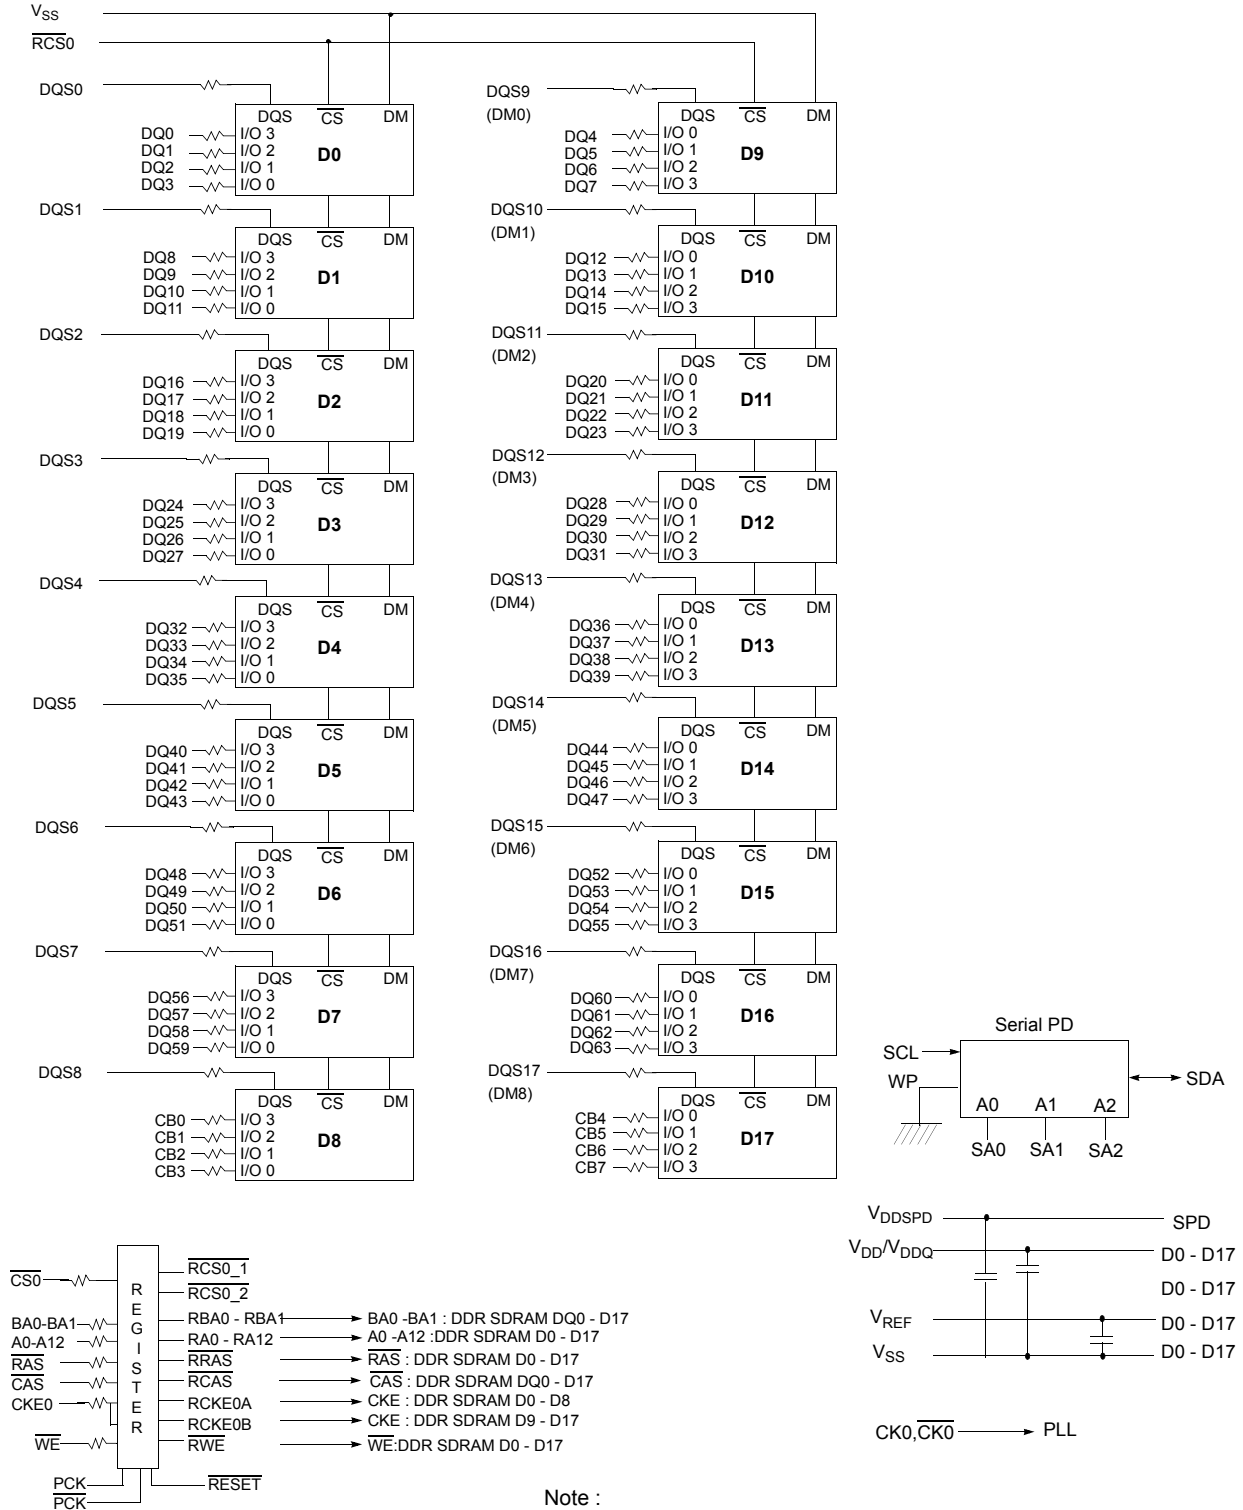 VSS
RCS0
DQS0
DQS CS DM
DQ0 I/O 3
DQ1 I/O 2
DQ2 I/O 1
DQ3 I/O 0
D0
DQS1
DQS CS DM
DQ8 I/O 3
DQ9 I/O 2
DQ10 I/O 1
DQ11 I/O 0
D1
DQS2
DQS CS DM
DQ16 I/O 3
DQ17 I/O 2
DQ18 I/O 1
DQ19 I/O 0
D2
DQS3
DQS CS DM
DQ24 I/O 3
DQ25 I/O 2
DQ26 I/O 1
DQ27 I/O 0
D3
DQS4
DQS CS DM
DQ32 I/O 3
DQ33 I/O 2
DQ34 I/O 1
DQ35 I/O 0
D4
DQS5
DQS CS DM
DQ40 I/O 3
DQ41 I/O 2
DQ42 I/O 1
DQ43 I/O 0
D5
DQS6
DQS CS DM
DQ48 I/O 3
DQ49 I/O 2
DQ50 I/O 1
DQ51 I/O 0
D6
DQS7
DQS CS DM
DQ56 I/O 3
DQ57 I/O 2
DQ58 I/O 1
DQ59 I/O 0
D7
DQS8
DQS CS DM
CB0 I/O 3
CB1 I/O 2
CB2 I/O 1
CB3 I/O 0
D8
DQS9
(DM0)
DQS CS DM
DQ4 I/O 0
DQ5 I/O 1
DQ6 I/O 2
DQ7 I/O 3
D9
DQS10
(DM1)
DQS CS DM
DQ12 I/O 0
DQ13 I/O 1
DQ14 I/O 2
DQ15 I/O 3
D10
DQS11
(DM2)
DQS CS DM
DQ20 I/O 0
DQ21 I/O 1
DQ22 I/O 2
DQ23 I/O 3
D11
DQS12
(DM3)
DQS CS DM
DQ28 I/O 0
DQ29 I/O 1
DQ30 I/O 2
DQ31 I/O 3
D12
DQS13
(DM4)
DQS CS DM
DQ36 I/O 0
DQ37 I/O 1
DQ38 I/O 2
DQ39 I/O 3
D13
DQS14
(DM5)
DQS CS DM
DQ44 I/O 0
DQ45 I/O 1
DQ46 I/O 2
DQ47 I/O 3
D14
DQS15
(DM6)
DQS CS DM
DQ52 I/O 0
DQ53 I/O 1
DQ54 I/O 2
DQ55 I/O 3
D15
DQS16
(DM7)
DQS CS DM
DQ60 I/O 0
DQ61 I/O 1
DQ62 I/O 2
DQ63 I/O 3
D16
DQS17
(DM8)
DQS CS DM
CB4 I/O 0
CB5 I/O 1
CB6 I/O 2
CB7 I/O 3
D17
Serial PD
SCL
WP
SDA
A0 A1 A2
SA0 SA1 SA2
VDDSPD SPD
VDD/VDDQ D0 - D17
D0 - D17
VREF D0 - D17
VSS D0 - D17
CK0,CK0 PLL
REGISTER
CS0 RCS0_1
RCS0_2
BA0-BA1 RBA0 - RBA1 BA0 -BA1 : DDR SDRAM DQ0 - D17
A0-A12 RA0 - RA12 A0 -A12 :DDR SDRAM D0 - D17
RAS RRAS RAS : DDR SDRAM D0 - D17
CAS RCAS CAS : DDR SDRAM DQ0 - D17
CKE0 RCKE0A CKE : DDR SDRAM D0 - D8
RCKE0B CKE : DDR SDRAM D9 - D17
WE RWE WE:DDR SDRAM D0 - D17
PCK
PCK
RESET
Note :